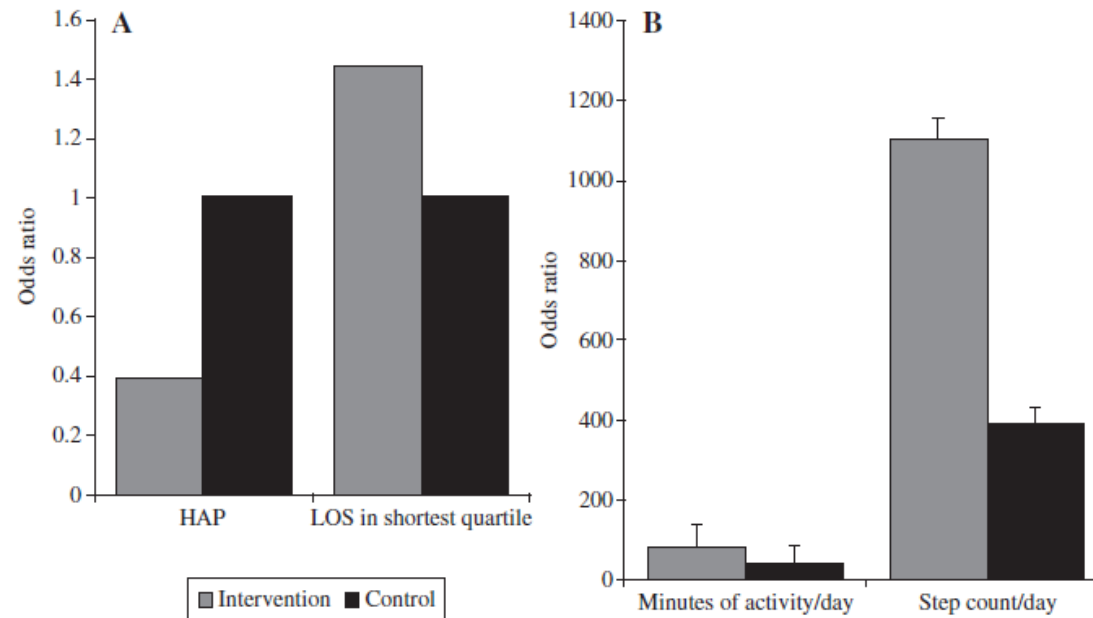 A
1.6
1.4
1.2
1
0.8
0.6
0.4
0.2
0
Odds ratio
HAP
LOS in shortest quartile
Intervention
Control
B
1400
1200
1000
800
600
400
200
0
Odds ratio
Minutes of activity/day
Step count/day